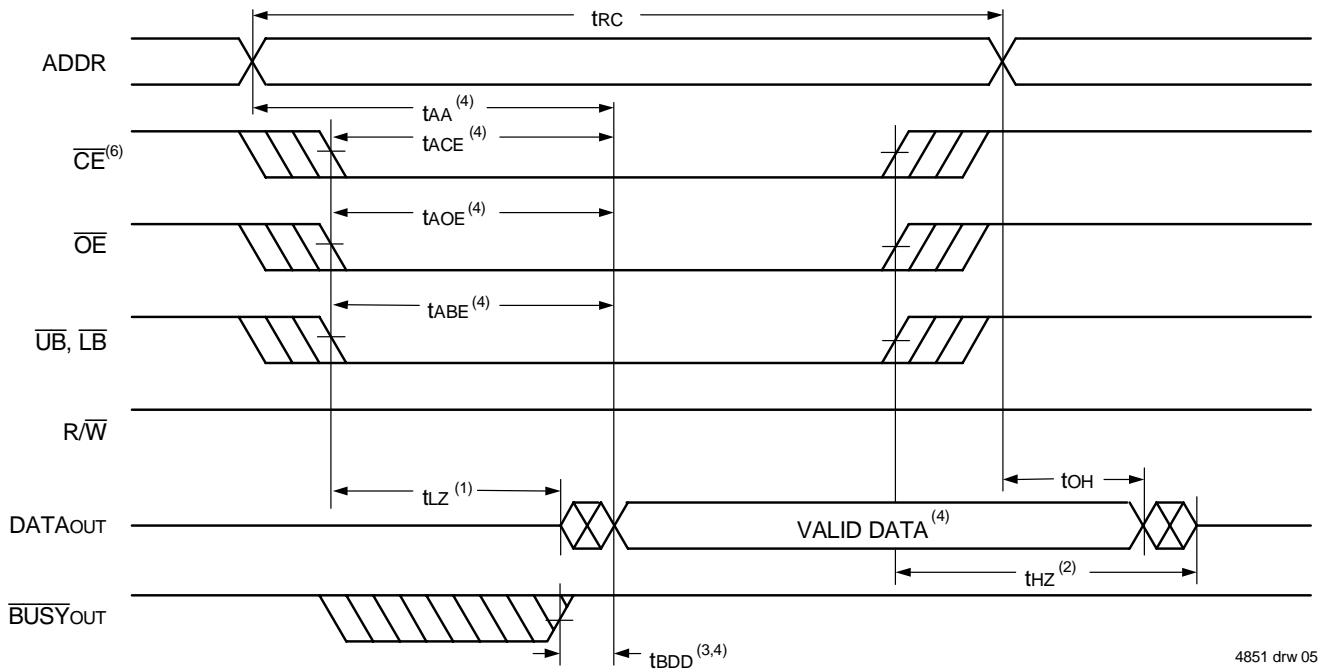 tRC
ADDR
tAA (4)
tACE (4)
CE(6)
tAOE (4)
OE
tABE (4)
UB, LB
R/W
tLZ (1)
tOH
DATAOUT
VALID DATA(4)
tHZ (2)
BUSYOUT
tBDD (3,4)
4851 drw 05